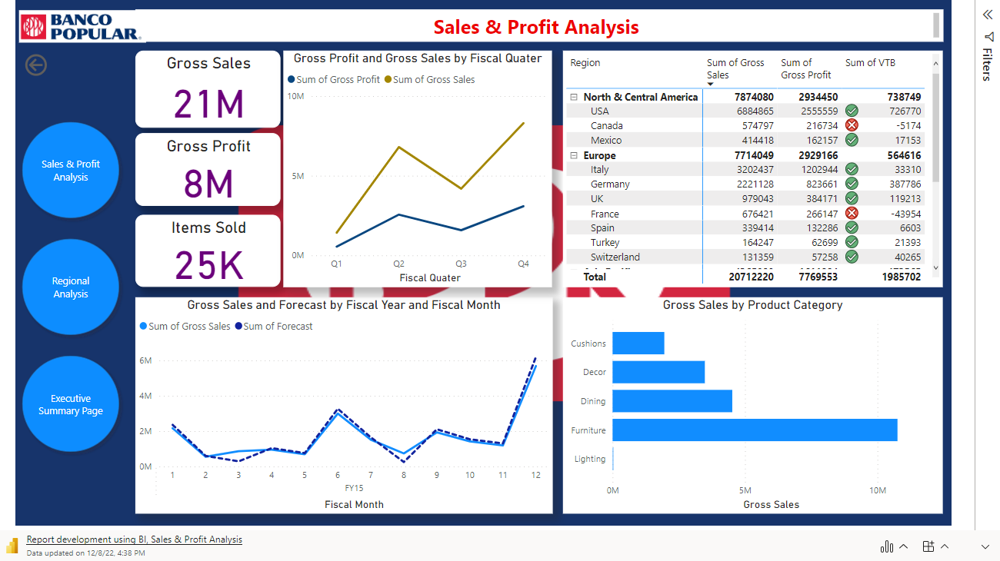 BANCO
POPULAR®
Sales & Profit Analysis
Filters
Sales & Profit
Analysis
Regional
Analysis
Executive
Summary Page
Gross Sales
21M
Gross Profit
8M
Items Sold
25K
Gross Profit and Gross Sales by Fiscal Quater
Sum of Gross Profit Sum of Gross Sales
10M
5M
0M
Q1 Q2 Q3 Q4
Fiscal Quater
Region Sum of Gross Sales Sum of Gross Profit Sum of VTB
North & Central America 7874080 2934450 738749
USA 6884865 2555559 726770
Canada 574797 216734 -5174
Mexico 414418 162157 17153
Europe 7714049 2929166 564616
Italy 3202437 1202944 33310
Germany 2221128 823661 387786
UK 979043 384171 119213
France 676421 266147 -43954
Spain 339414 132286 6603
Turkey 164247 62699 21393
Switzerland 131359 57258 40265
Total 20712220 7769553 1985702
Gross Sales and Forecast by Fiscal Year and Fiscal Month
Sum of Gross Sales Sum of Forecast
6M
4M
2M
0M
1 2 3 4 5 6 7 8 9 10 11 12
FY15
Fiscal Month
Gross Sales by Product Category
Cushions
Decor
Dining
Furniture
Lighting
0M 5M 10M
Gross Sales
Report development using BI, Sales & Profit Analysis
Data updated on 12/8/22, 4:38 PM